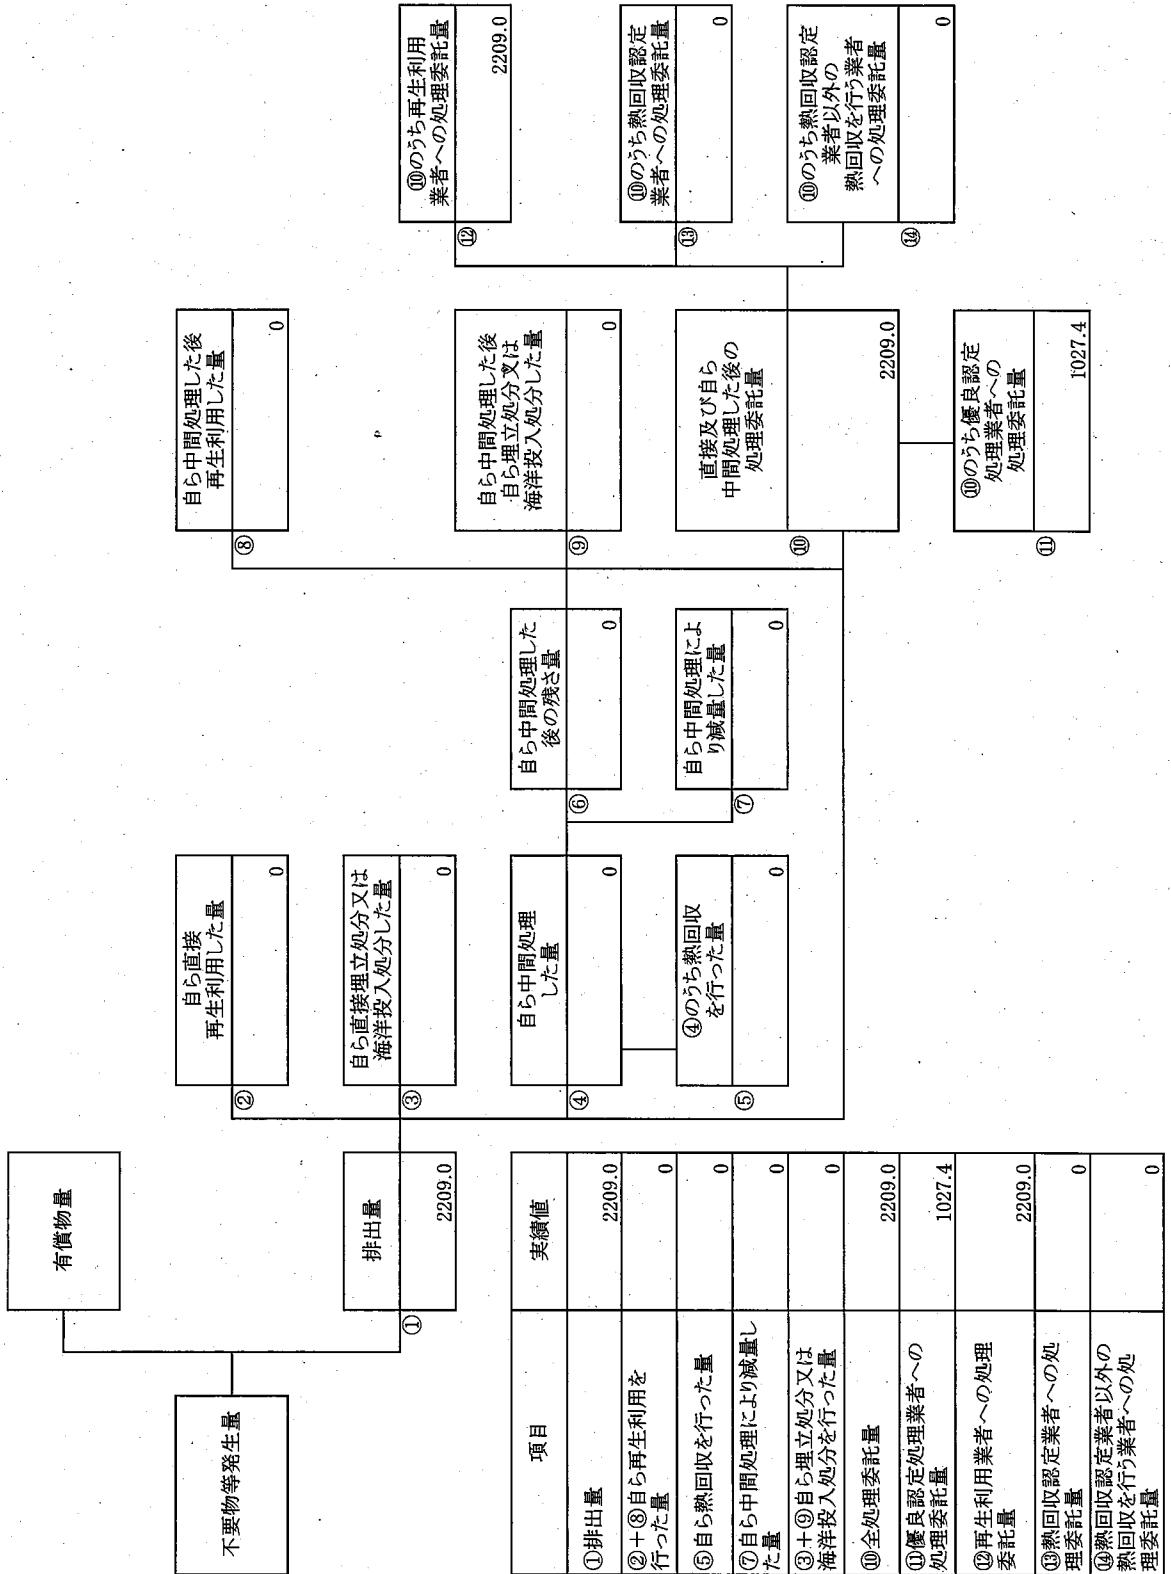 不要物等発生量
有償物量
排出量
①
2209.0
自ら直接
再生利用した量
②
0
自ら直接埋立処分又は
海洋投入処分した量
③
0
自ら中間処理
した量
④
0
④のうち熱回収
を行った量
⑤
0
自ら中間処理した
後の残さ量
⑥
0
自ら中間処理によ
り減量した量
⑦
0
自ら中間処理した後
再生利用した量
⑧
0
自ら中間処理した後
自ら埋立処分又は
海洋投入処分した量
⑨
0
直接及び自ら
中間処理した後の
処理委託量
⑩
2209.0
⑩のうち優良認定
処理業者への
処理委託量
⑪
1027.4
⑩のうち再生利用
業者への処理委託量
⑫
2209.0
⑩のうち熱回収認定
業者への処理委託量
⑬
0
⑩のうち熱回収認定
業者以外の
熱回収を行う業者
への処理委託量
⑭
0
項目 実績値
①排出量 2209.0
②+⑧自ら再生利用を
行った量 0
⑤自ら熱回収を行った量 0
⑦自ら中間処理により減量し
た量 0
③+⑨自ら埋立処分又は
海洋投入処分を行った量 0
⑩全処理委託量 2209.0
⑪優良認定処理業者への
処理委託量 1027.4
⑫再生利用業者への処理
委託量 2209.0
⑬熱回収認定業者への処
理委託量 0
⑭熱回収認定業者以外の
熱回収を行う業者への処
理委託量 0